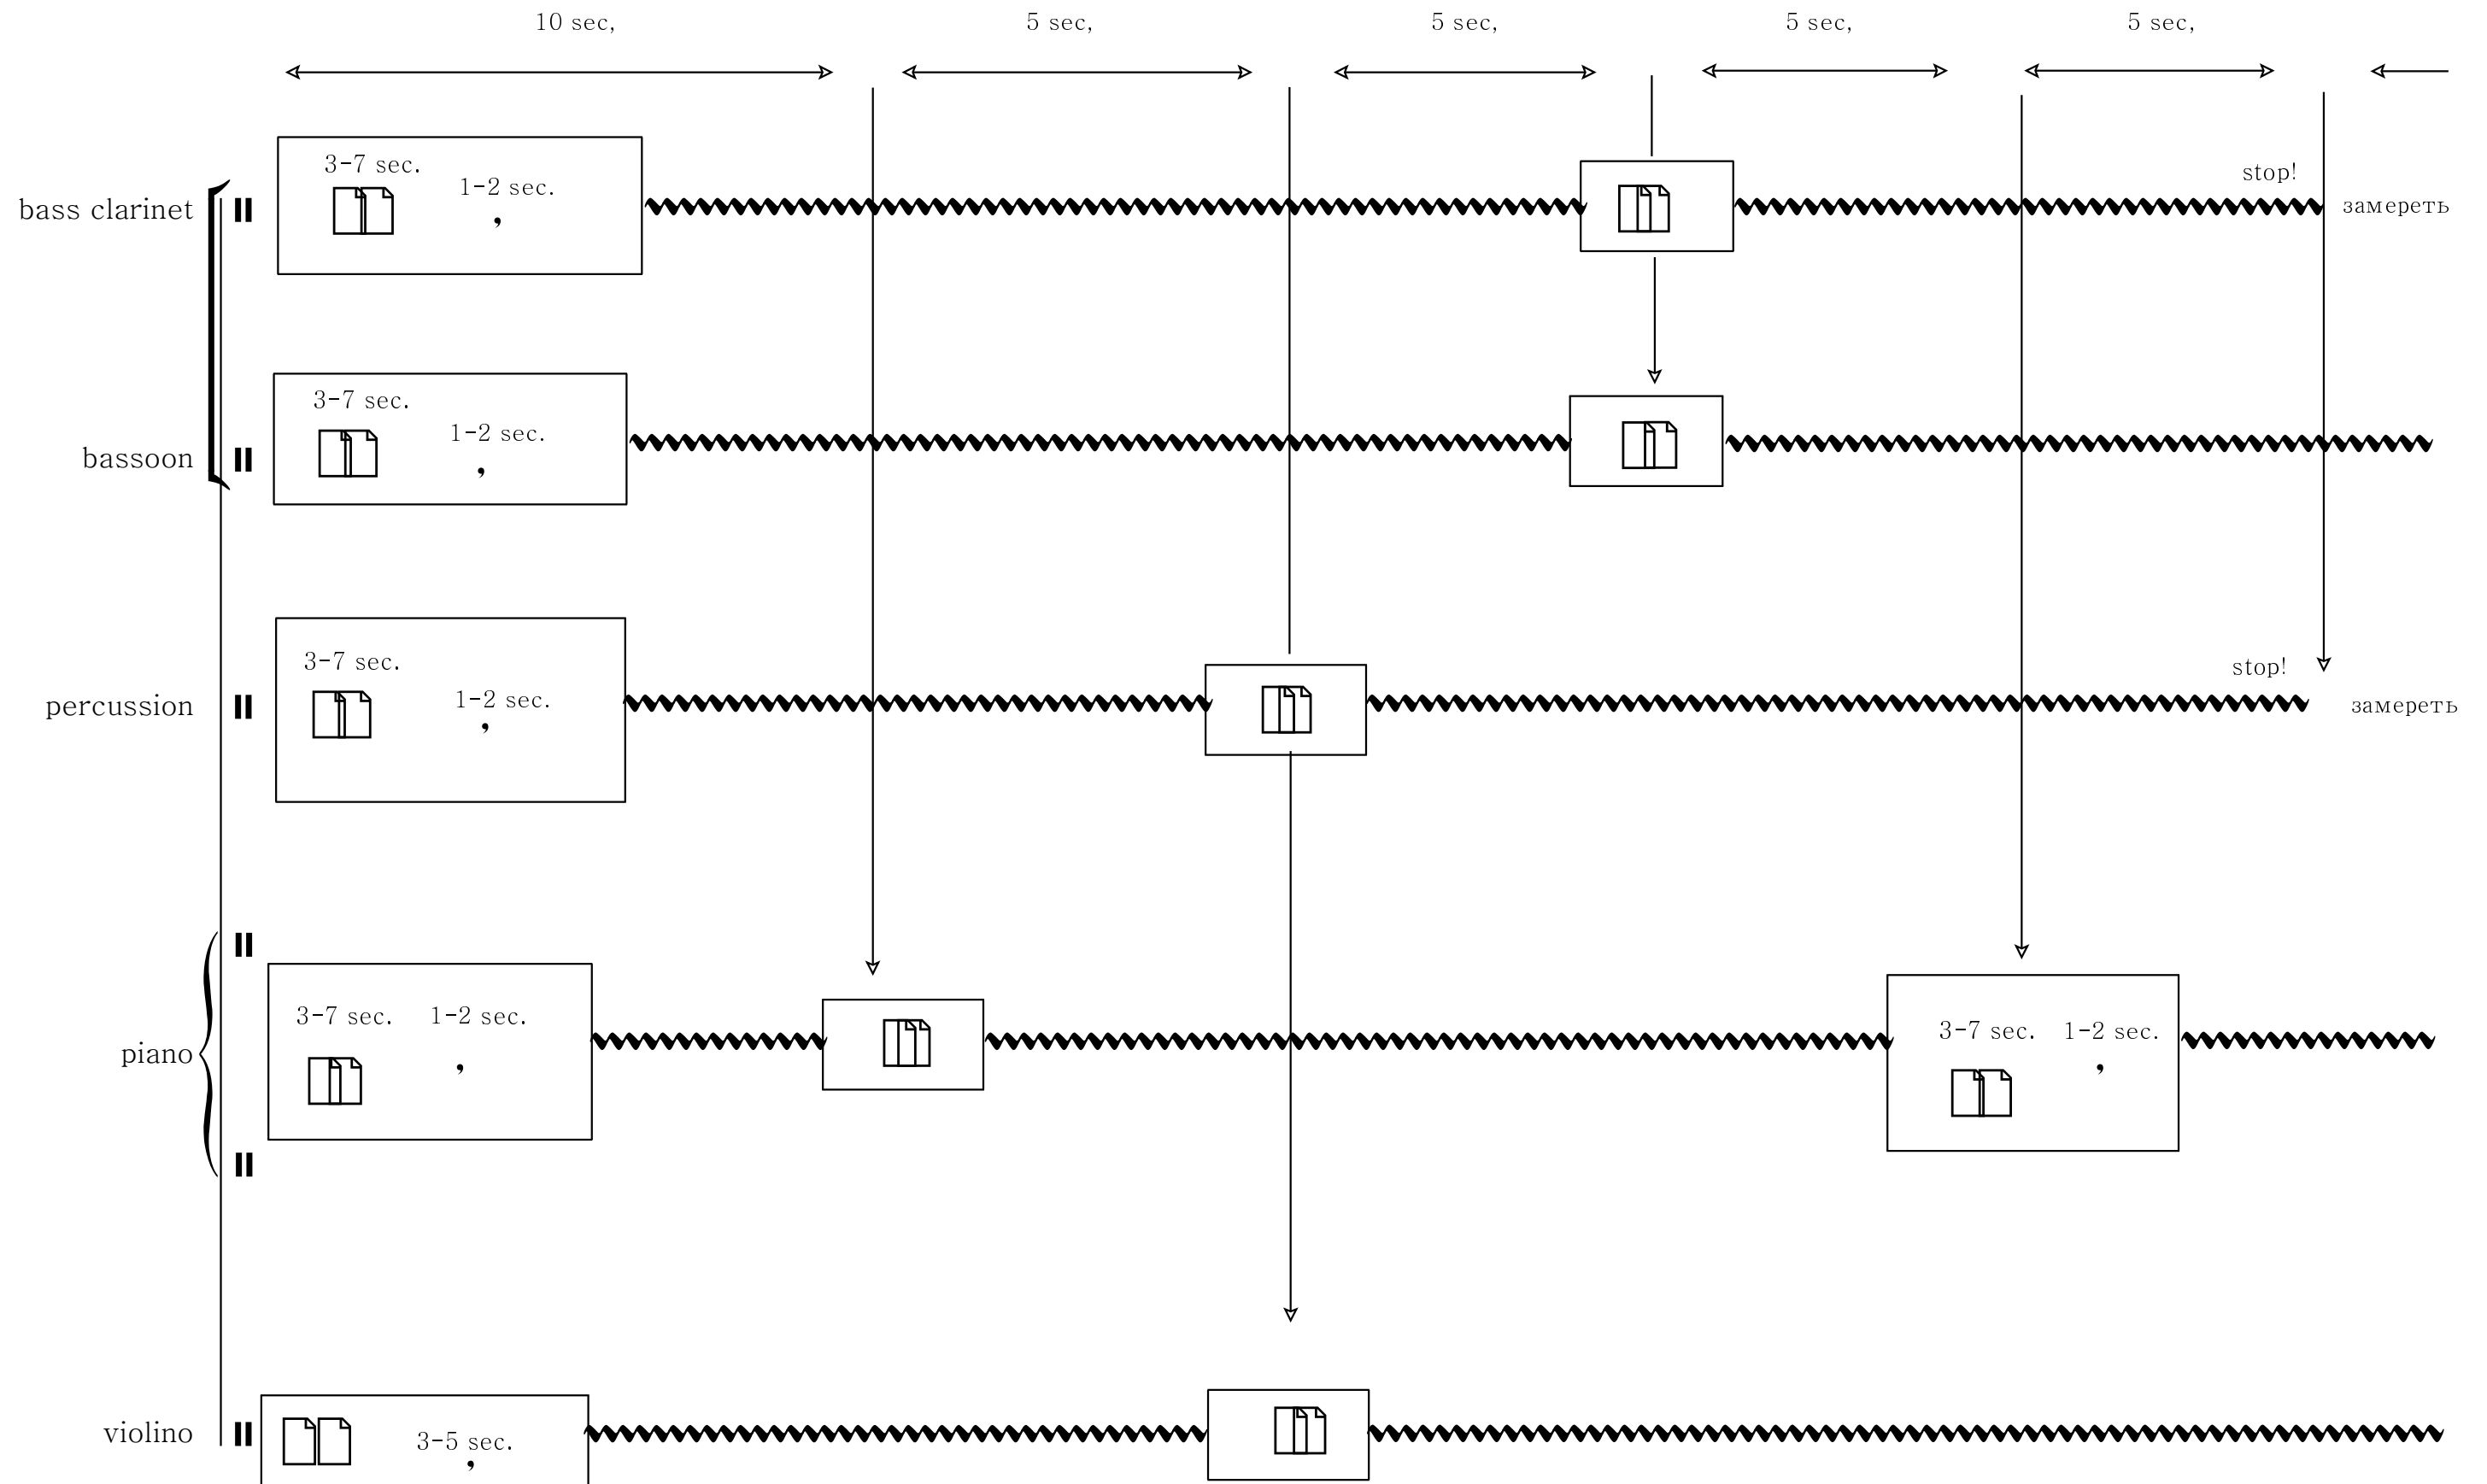 10 sec, 5 sec, 5 sec, 5 sec, 5 sec,
3-7 sec.
1-2 sec.
,
stop!
bass clarinet
замереть
3-7 sec.
1-2 sec.
,
bassoon
3-7 sec.
1-2 sec.
,
stop!
percussion
замереть
3-7 sec. 1-2 sec.
,
3-7 sec. 1-2 sec.
,
piano
violino
3-5 sec.
,